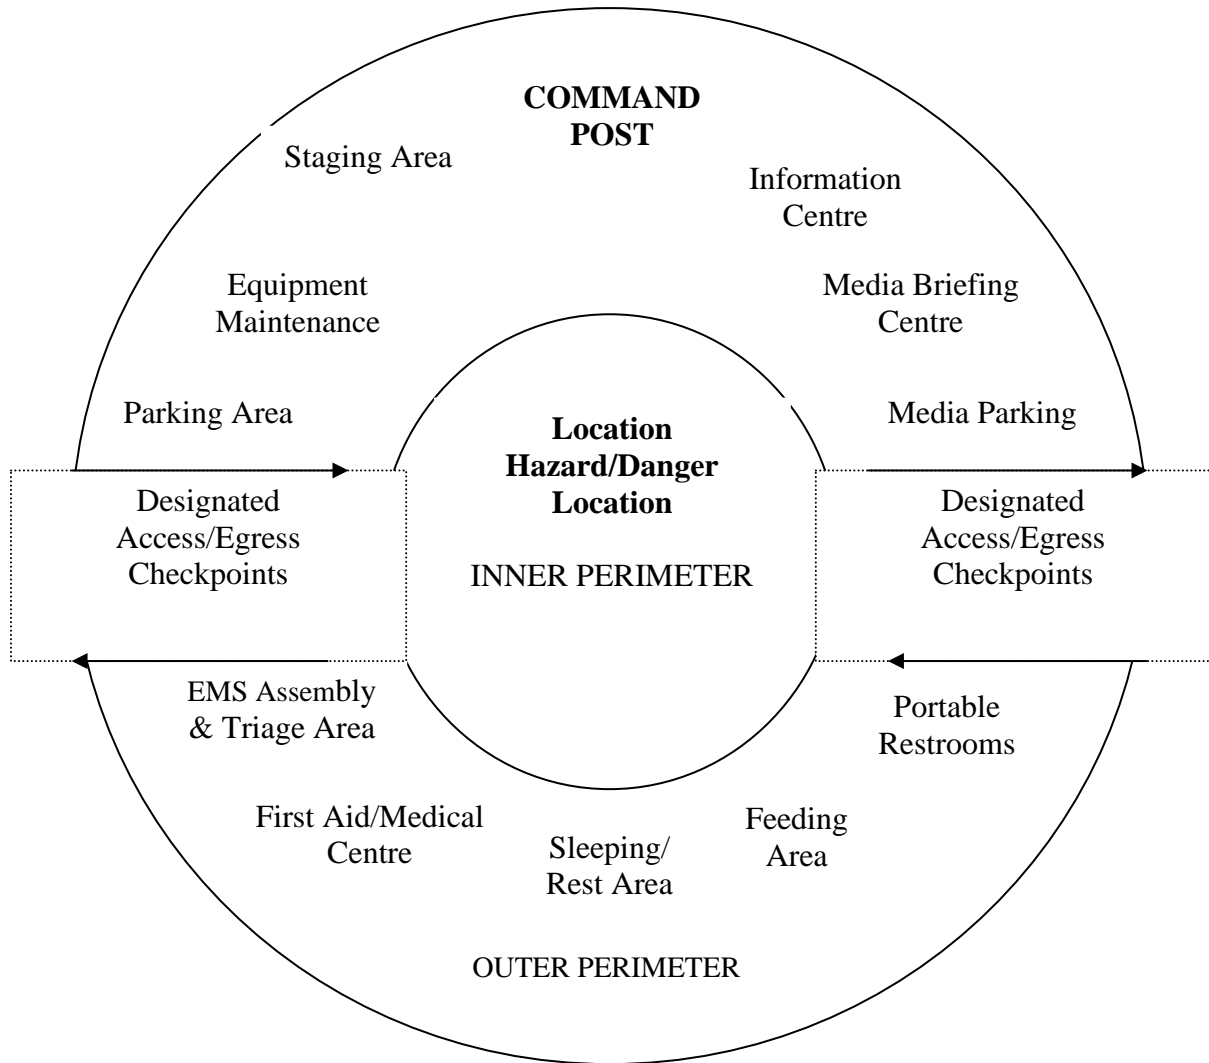 COMMAND
POST
Staging Area
Information
Centre
Equipment
Maintenance
Media Briefing
Centre
Parking Area
Media Parking
Location
Hazard/Danger
Location
Designated
Access/Egress
Checkpoints
INNER PERIMETER
Designated
Access/Egress
Checkpoints
EMS Assembly
& Triage Area
Portable
Restrooms
First Aid/Medical
Centre
Sleeping/
Rest Area
Feeding
Area
OUTER PERIMETER